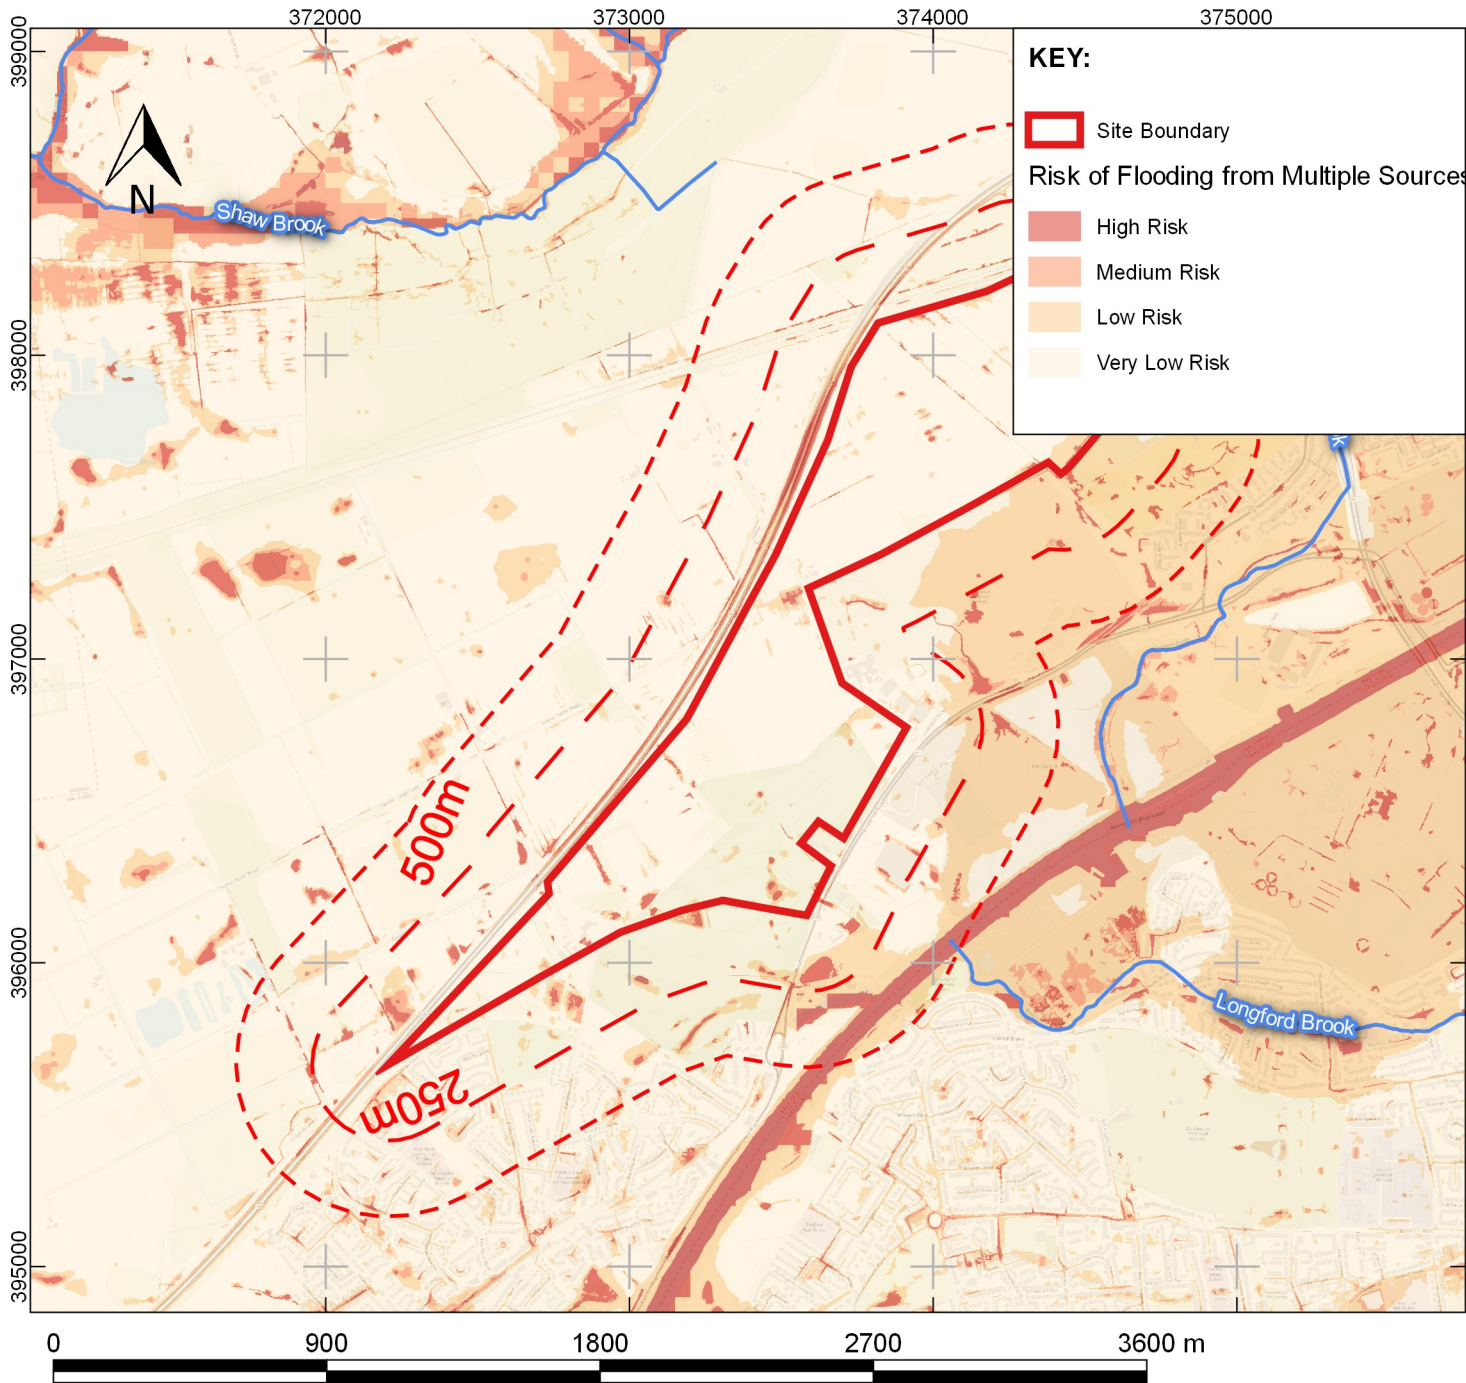 372000 373000 374000 375000
399000
398000
397000
396000
395000
KEY:
Site Boundary
Risk of Flooding from Multiple Sources
High Risk
Medium Risk
Low Risk
Very Low Risk
N
Shaw Brook
k
500m
250m
Longford Brook
0 900 1800 2700 3600 m